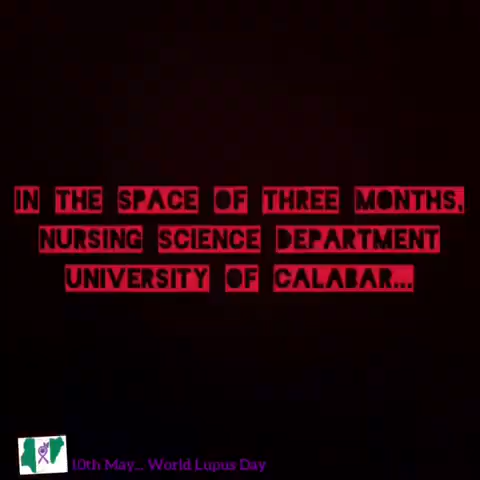 IN THE SPACE OF THREE MONTHS,
NURSING SCIENCE DEPARTMENT
UNIVERSITY OF CALABAR...
10th May... World Lupus Day